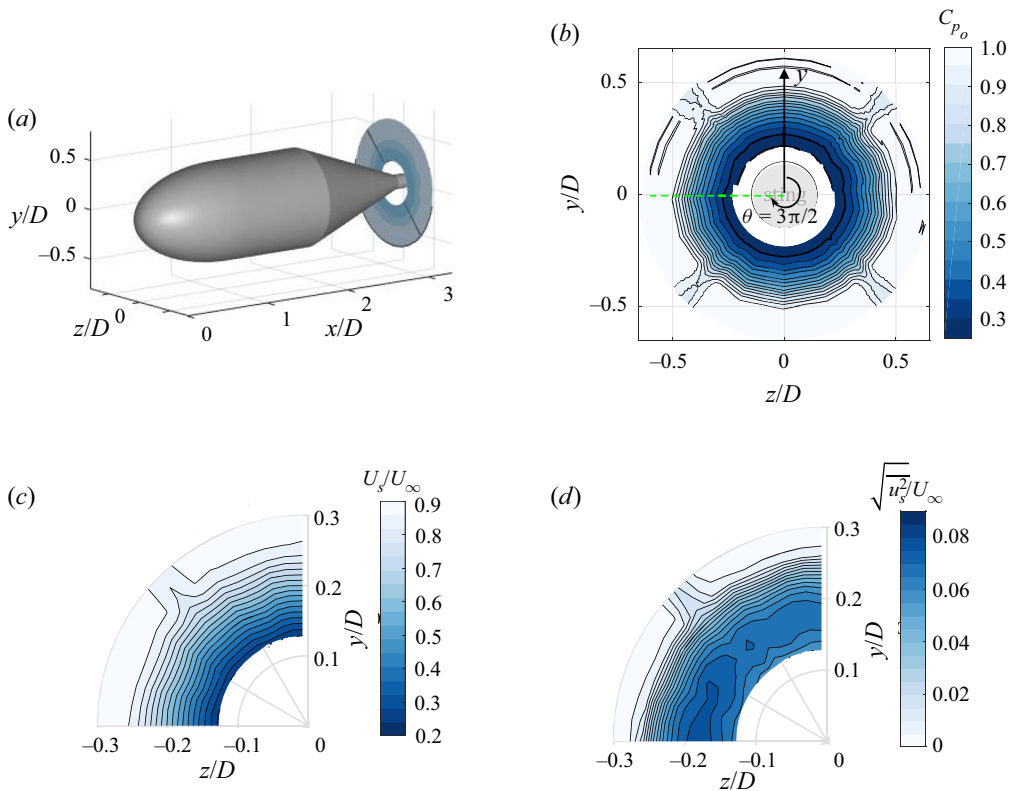 (a)
0.5
0
–0.5
y/D
z/D
0
0
1
2
3
x/D
(b)
C_{p_o}
1.0
0.9
0.8
0.7
0.6
0.5
0.4
0.3
y
sting
θ = 3π/2
0.5
0
–0.5
y/D
–0.5
0
0.5
z/D
(c)
U_s/U_∞
0.9
0.8
0.7
0.6
0.5
0.4
0.3
0.2
0.3
0.2
0.1
y/D
–0.3
–0.2
–0.1
0
z/D
(d)
√\overline{u_s^2}/U_∞
0.08
0.06
0.04
0.02
0
0.3
0.2
0.1
y/D
–0.3
–0.2
–0.1
0
z/D